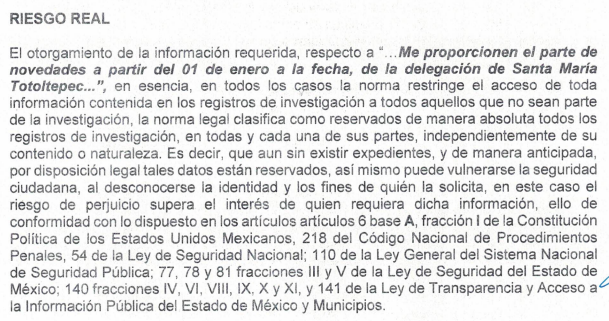 RIESGO REAL
El otorgamiento de la información requerida, respecto a “…Me proporcionen el parte de
novedades a partir del 01 de enero a la fecha, de la delegación de Santa María
Totoltepec...”, en esencia, en todos los casos la norma restringe el acceso de toda
información contenida en los registros de investigación a todos aquellos que no sean parte
de la investigación, la norma legal clasifica como reservados de manera absoluta todos los
registros de investigación, en todas y cada una de sus partes, independientemente de su
contenido o naturaleza. Es decir, que aun sin existir expedientes, y de manera anticipada,
por disposición legal tales datos están reservados, así mismo puede vulnerarse la seguridad
ciudadana, al desconocerse la identidad y los fines de quién la solicita, en este caso el
riesgo de perjuicio supera el interés de quien requiera dicha información, ello de
conformidad con lo dispuesto en los artículos artículos 6 base A, fracción I de la Constitución
Política de los Estados Unidos Mexicanos, 218 del Código Nacional de Procedimientos
Penales, 54 de la Ley de Seguridad Nacional; 110 de la Ley General del Sistema Nacional
de Seguridad Pública; 77, 78 y 81 fracciones III y V de la Ley de Seguridad del Estado de
México; 140 fracciones IV, VI, VIII, IX, X y XI, y 141 de la Ley de Transparencia y Acceso a
la Información Pública del Estado de México y Municipios.